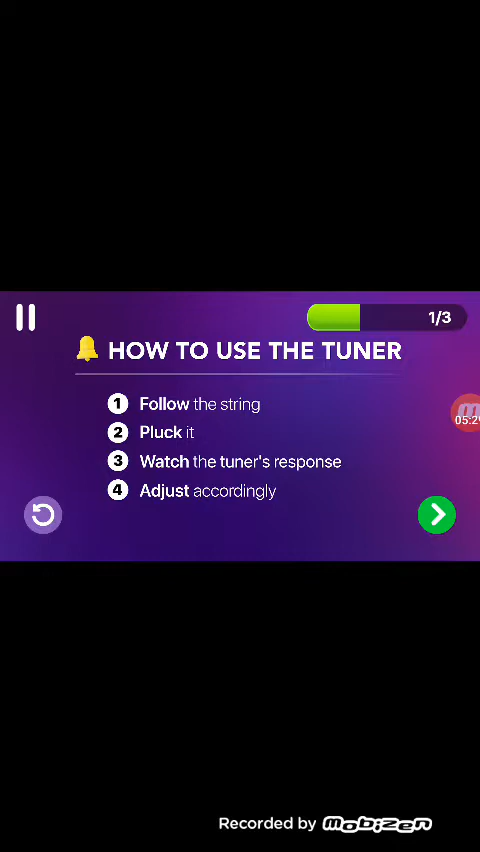 1/3
HOW TO USE THE TUNER
1 Follow the string
2 Pluck it
3 Watch the tuner's response
4 Adjust accordingly
Recorded by mobizen